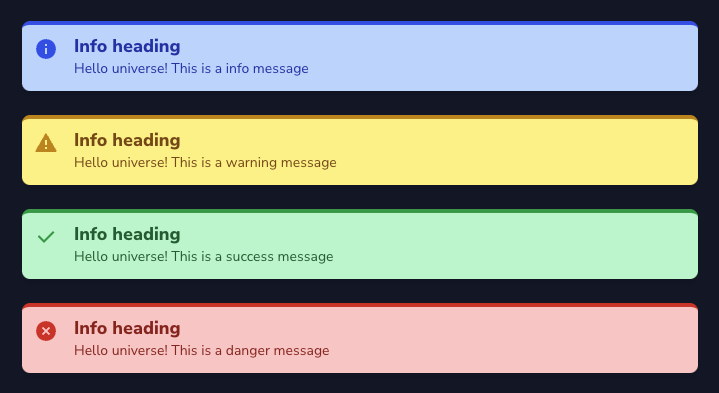 Info heading
Hello universe! This is a info message
Info heading
Hello universe! This is a warning message
Info heading
Hello universe! This is a success message
Info heading
Hello universe! This is a danger message